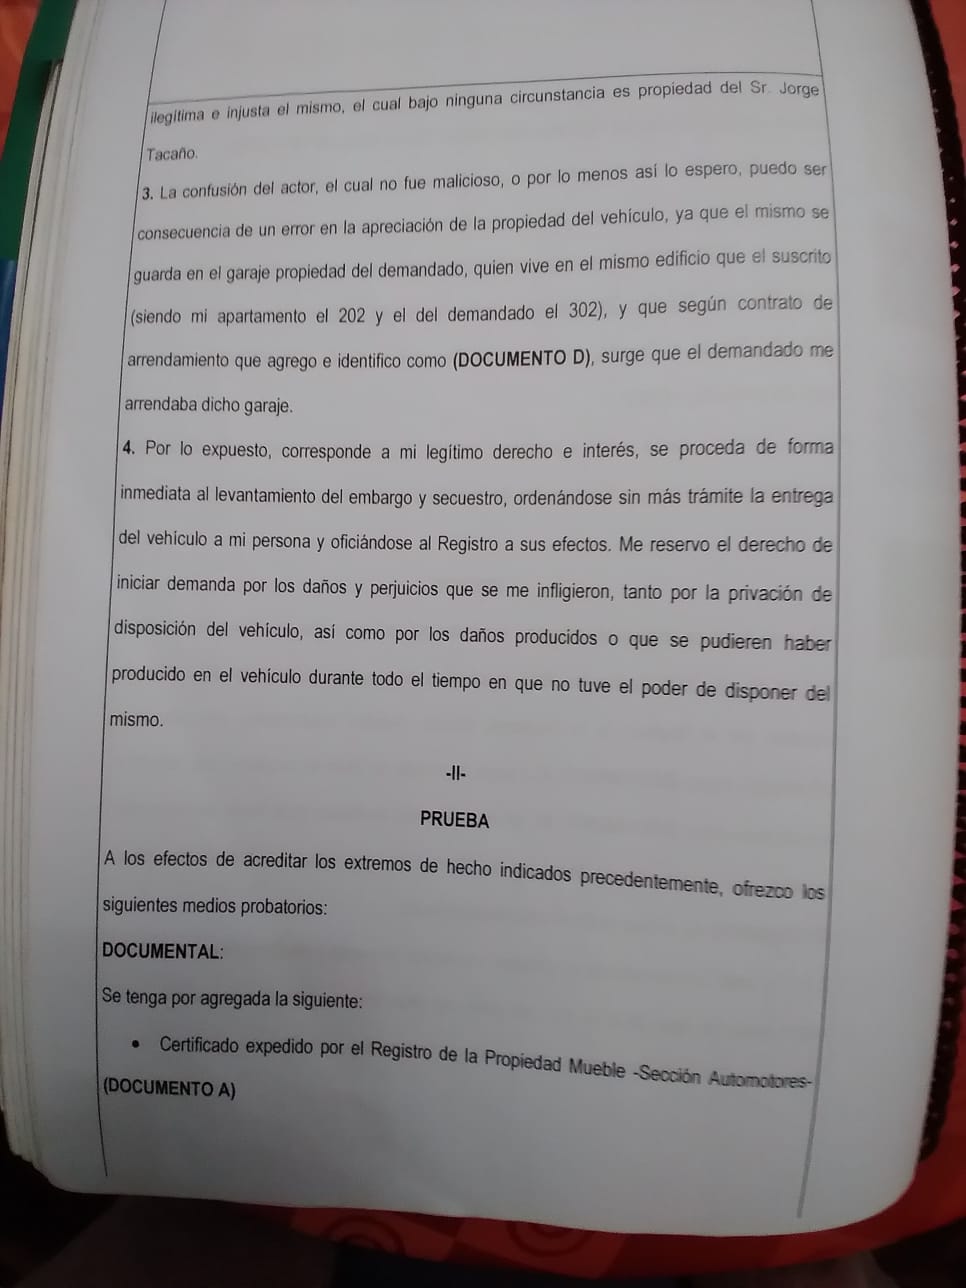 ilegítima e injusta el mismo, el cual bajo ninguna circunstancia es propiedad del Sr. Jorge
Tacaño.
3. La confusión del actor, el cual no fue malicioso, o por lo menos así lo espero, puedo ser
consecuencia de un error en la apreciación de la propiedad del vehículo, ya que el mismo se
guarda en el garaje propiedad del demandado, quien vive en el mismo edificio que el suscrito
(siendo mi apartamento el 202 y el del demandado el 302), y que según contrato de
arrendamiento que agrego e identifico como (DOCUMENTO D), surge que el demandado me
arrendaba dicho garaje.
4. Por lo expuesto, corresponde a mi legítimo derecho e interés, se proceda de forma
inmediata al levantamiento del embargo y secuestro, ordenándose sin más trámite la entrega
del vehículo a mi persona y oficiándose al Registro a sus efectos. Me reservo el derecho de
iniciar demanda por los daños y perjuicios que se me infligieron, tanto por la privación de
disposición del vehículo, así como por los daños producidos o que se pudieren haber
producido en el vehículo durante todo el tiempo en que no tuve el poder de disponer del
mismo.
-II-
PRUEBA
A los efectos de acreditar los extremos de hecho indicados precedentemente, ofrezco los
siguientes medios probatorios:
DOCUMENTAL:
Se tenga por agregada la siguiente:
• Certificado expedido por el Registro de la Propiedad Mueble -Sección Automotores-
(DOCUMENTO A)